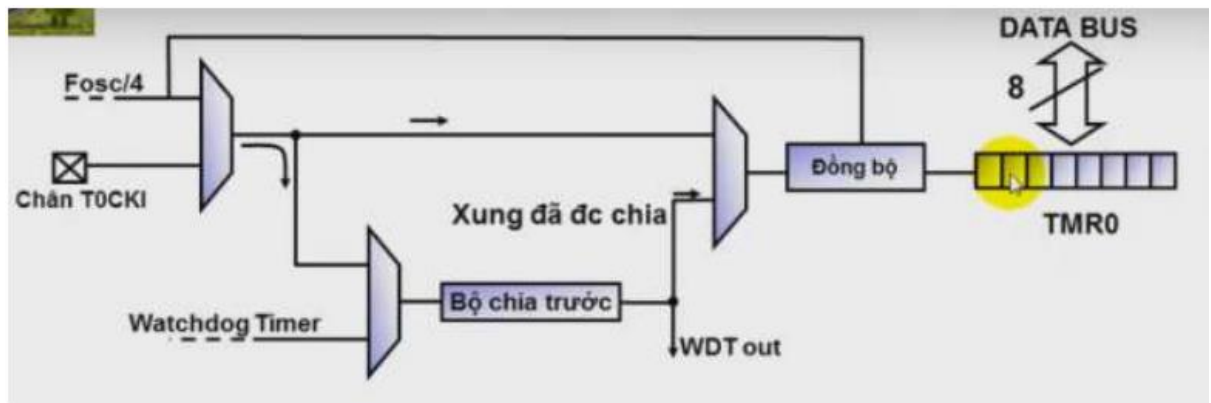 DATA BUS
Fosc/4
8
Đồng bộ
Chân T0CKI
Xung đã đc chia
TMR0
Bộ chia trước
Watchdog Timer
WDT out